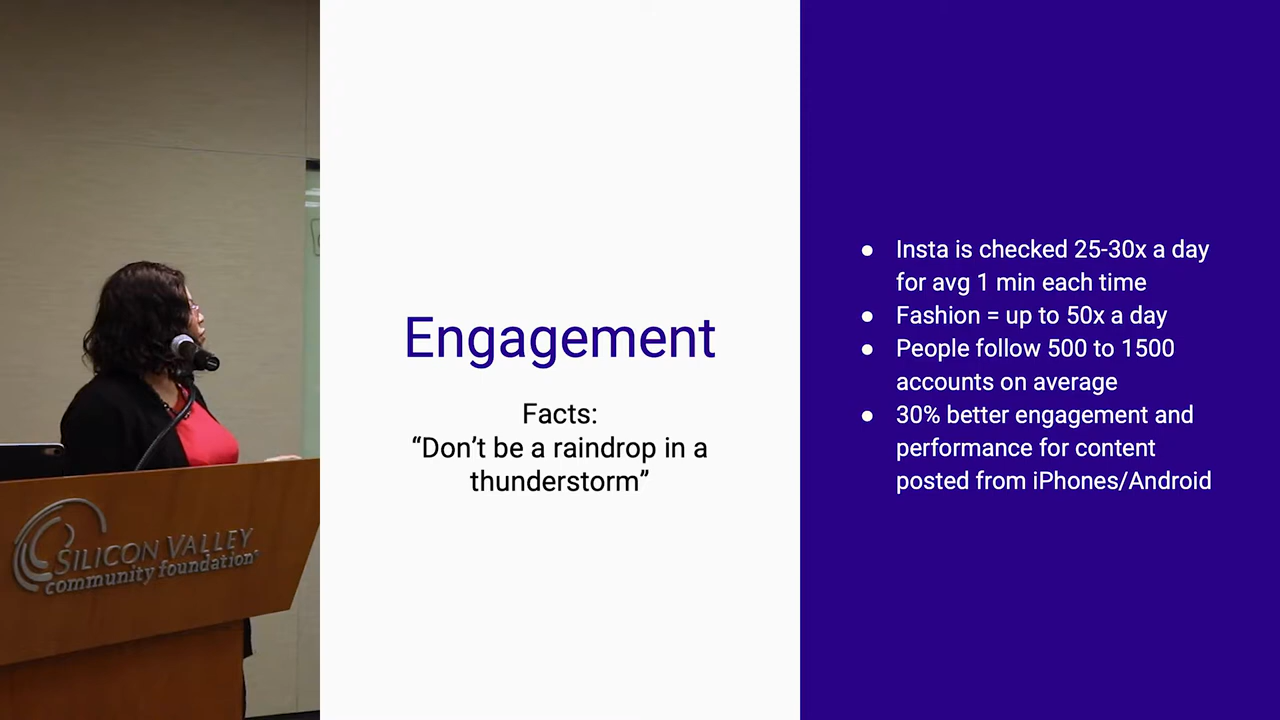 SILICON VALLEY
community foundation®
Engagement
Facts:
“Don’t be a raindrop in a
thunderstorm”
● Insta is checked 25-30x a day
for avg 1 min each time
● Fashion = up to 50x a day
● People follow 500 to 1500
accounts on average
● 30% better engagement and
performance for content
posted from iPhones/Android